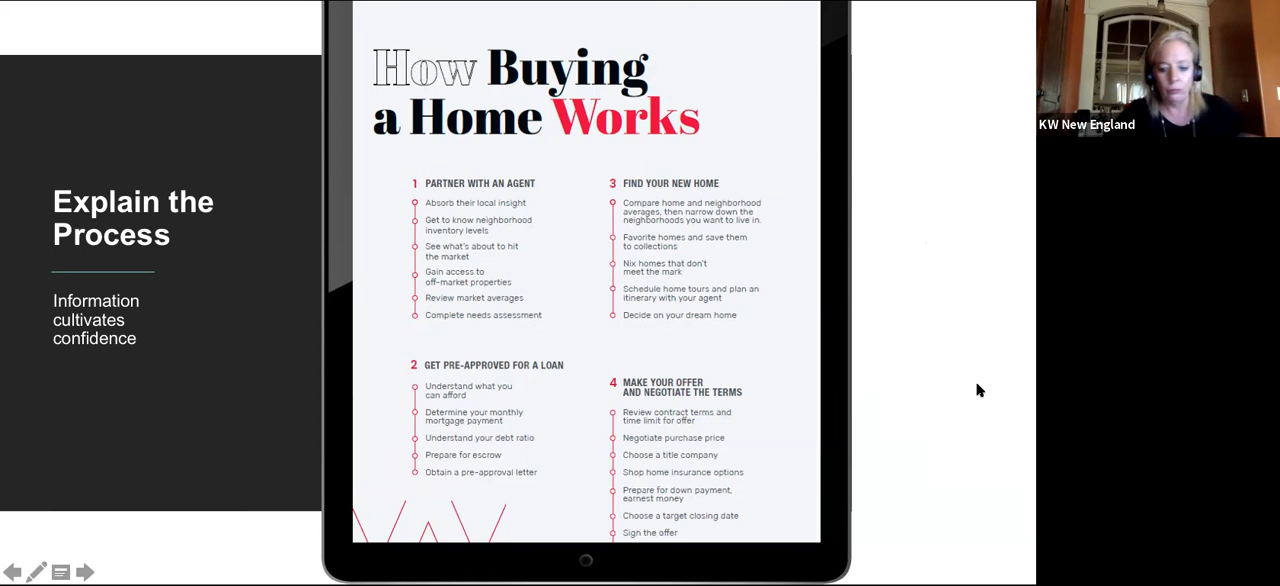 Explain the
Process
Information
cultivates
confidence
How Buying
a Home Works
1 PARTNER WITH AN AGENT
Absorb their local insight
Get to know neighborhood
inventory levels
See what's about to hit
the market
Gain access to
off-market properties
Review market averages
Complete needs assessment
2 GET PRE-APPROVED FOR A LOAN
Understand what you
can afford
Determine your monthly
mortgage payment
Understand your debt ratio
Prepare for escrow
Obtain a pre-approval letter
3 FIND YOUR NEW HOME
Compare home and neighborhood
averages, then narrow down the
neighborhoods you want to live in.
Favorite homes and save them
to collections
Nix homes that don't
meet the mark
Schedule home tours and plan an
itinerary with your agent
Decide on your dream home
4 MAKE YOUR OFFER
AND NEGOTIATE THE TERMS
Review contract terms and
time limit for offer
Negotiate purchase price
Choose a title company
Shop home insurance options
Prepare for down payment,
earnest money
Choose a target closing date
Sign the offer
KW New England